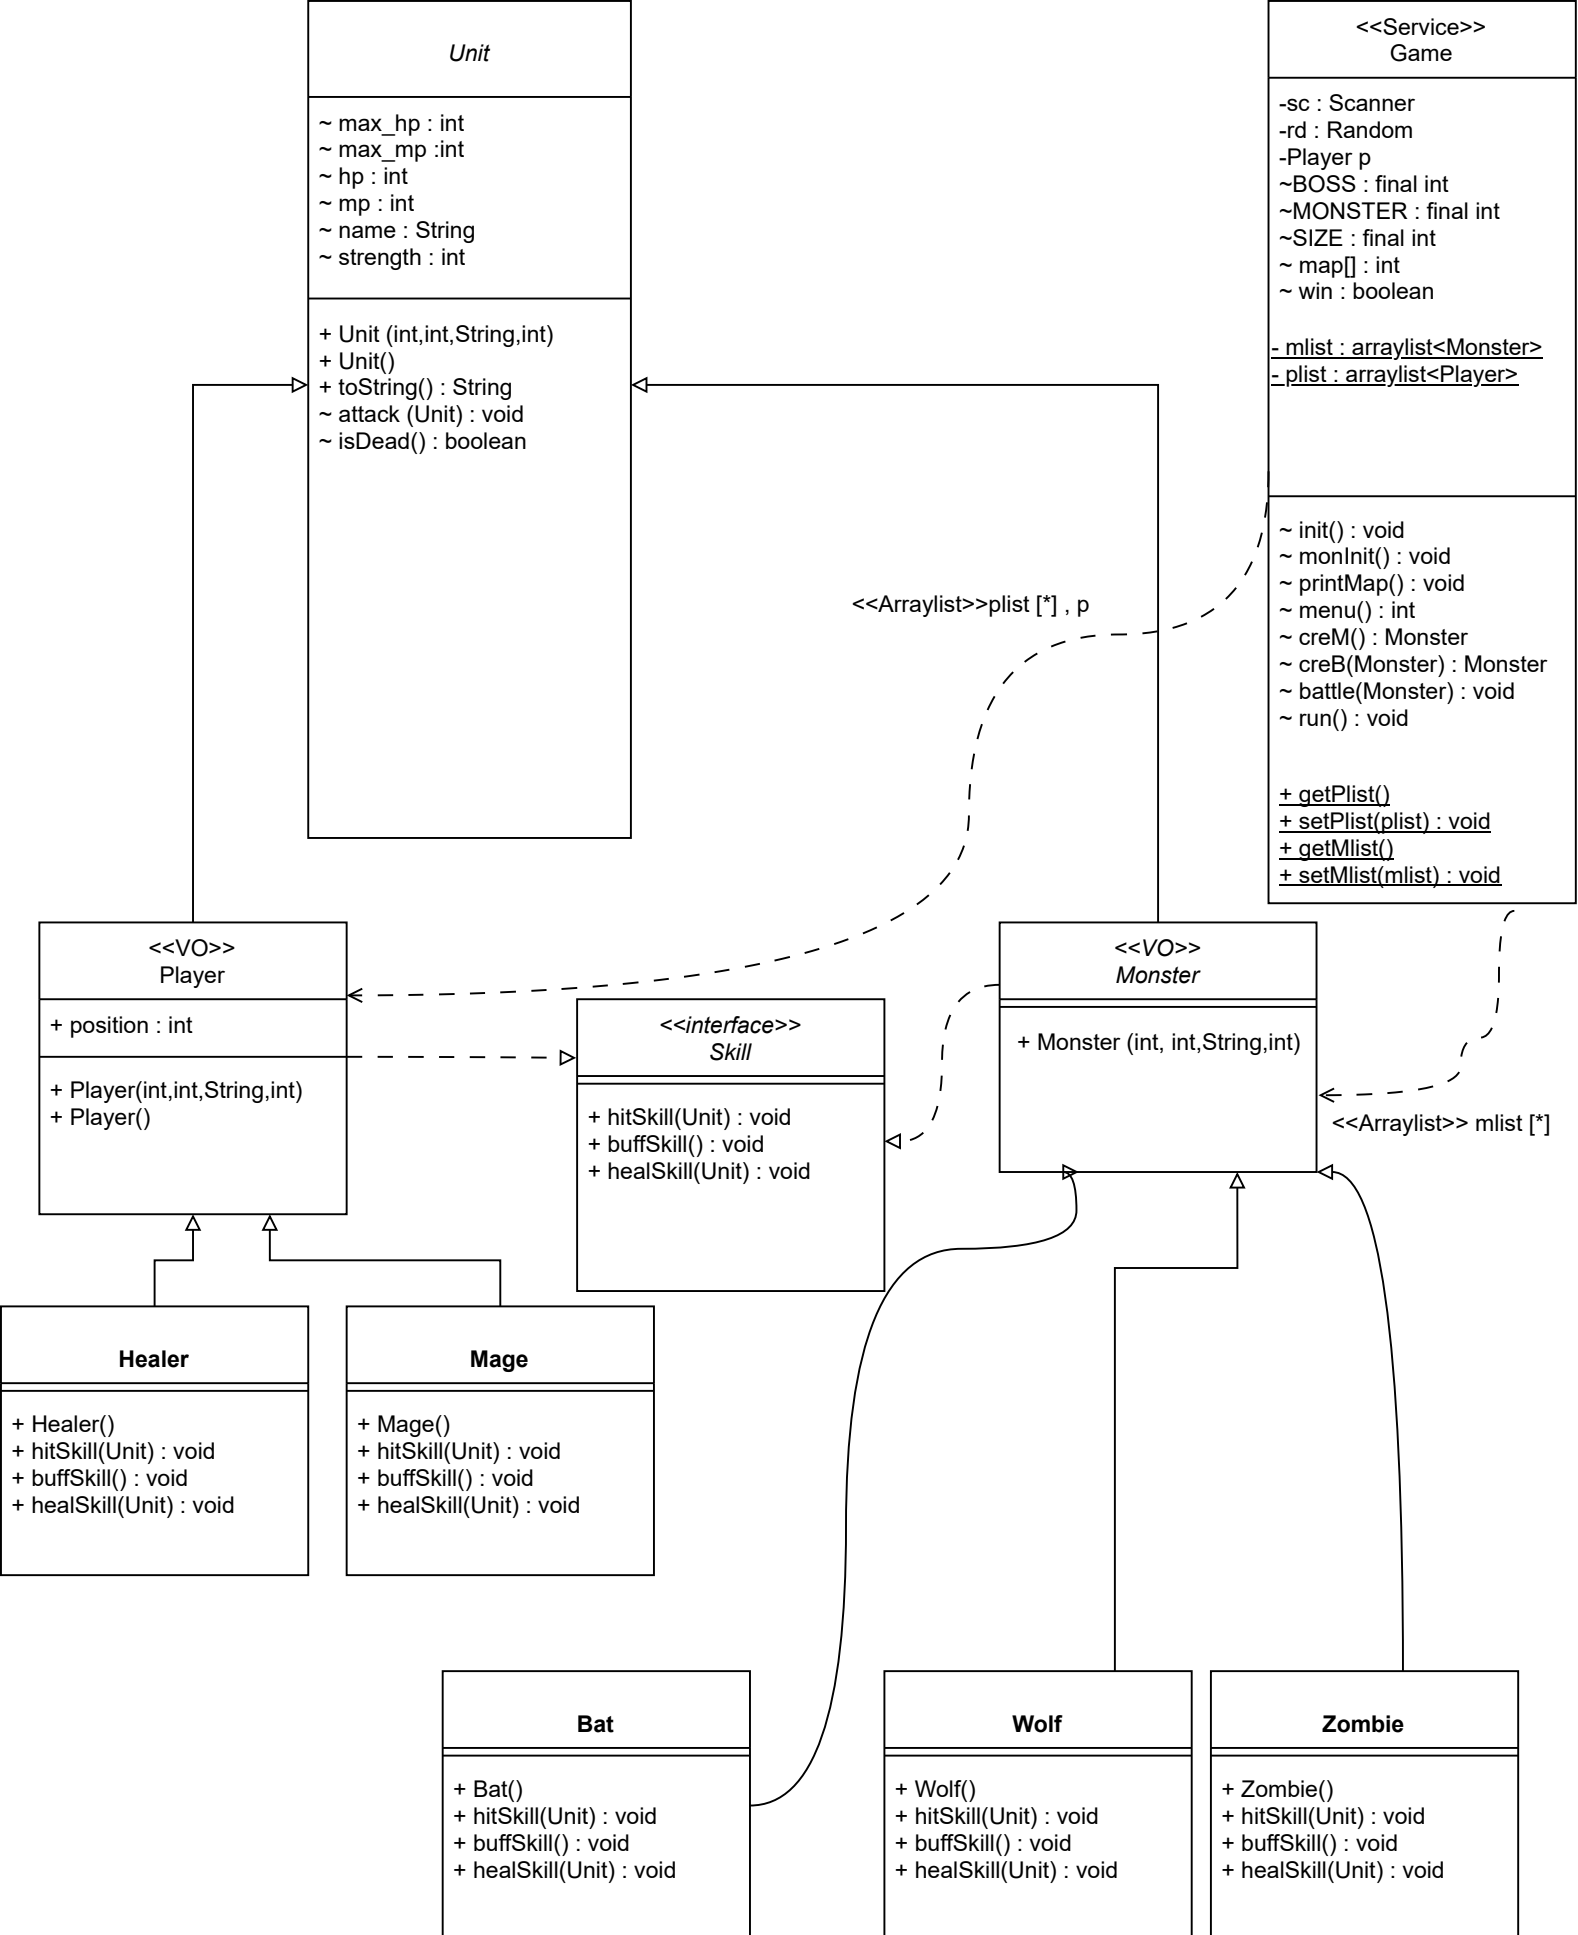 Unit
~ max_hp : int
~ max_mp :int
~ hp : int
~ mp : int
~ name : String
~ strength : int
+ Unit (int,int,String,int)
+ Unit()
+ toString() : String
~ attack (Unit) : void
~ isDead() : boolean
<<Service>>
Game
-sc : Scanner
-rd : Random
-Player p
~BOSS : final int
~MONSTER : final int
~SIZE : final int
~ map[] : int
~ win : boolean
- mlist : arraylist<Monster>
- plist : arraylist<Player>
~ init() : void
~ monInit() : void
~ printMap() : void
~ menu() : int
~ creM() : Monster
~ creB(Monster) : Monster
~ battle(Monster) : void
~ run() : void
+ getPlist()
+ setPlist(plist) : void
+ getMlist()
+ setMlist(mlist) : void
<<Arraylist>>plist [*] , p
<<VO>>
Player
+ position : int
+ Player(int,int,String,int)
+ Player()
<<interface>>
Skill
+ hitSkill(Unit) : void
+ buffSkill() : void
+ healSkill(Unit) : void
<<VO>>
Monster
+ Monster (int, int,String,int)
<<Arraylist>> mlist [*]
Healer
+ Healer()
+ hitSkill(Unit) : void
+ buffSkill() : void
+ healSkill(Unit) : void
Mage
+ Mage()
+ hitSkill(Unit) : void
+ buffSkill() : void
+ healSkill(Unit) : void
Bat
+ Bat()
+ hitSkill(Unit) : void
+ buffSkill() : void
+ healSkill(Unit) : void
Wolf
+ Wolf()
+ hitSkill(Unit) : void
+ buffSkill() : void
+ healSkill(Unit) : void
Zombie
+ Zombie()
+ hitSkill(Unit) : void
+ buffSkill() : void
+ healSkill(Unit) : void